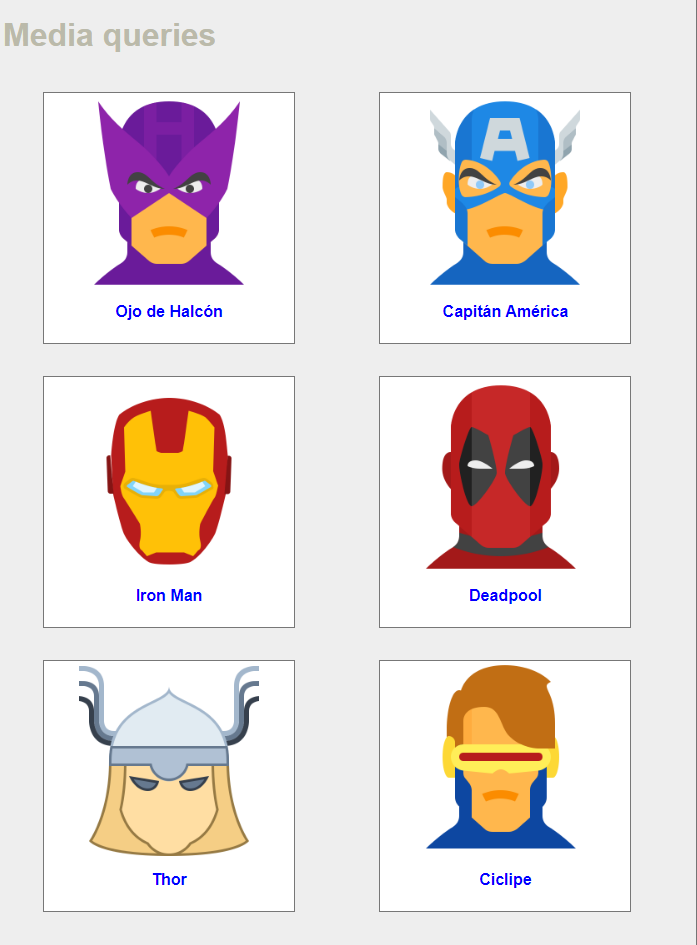 Media queries
Ojo de Halcón
Capitán América
Iron Man
Deadpool
Thor
Ciclipe